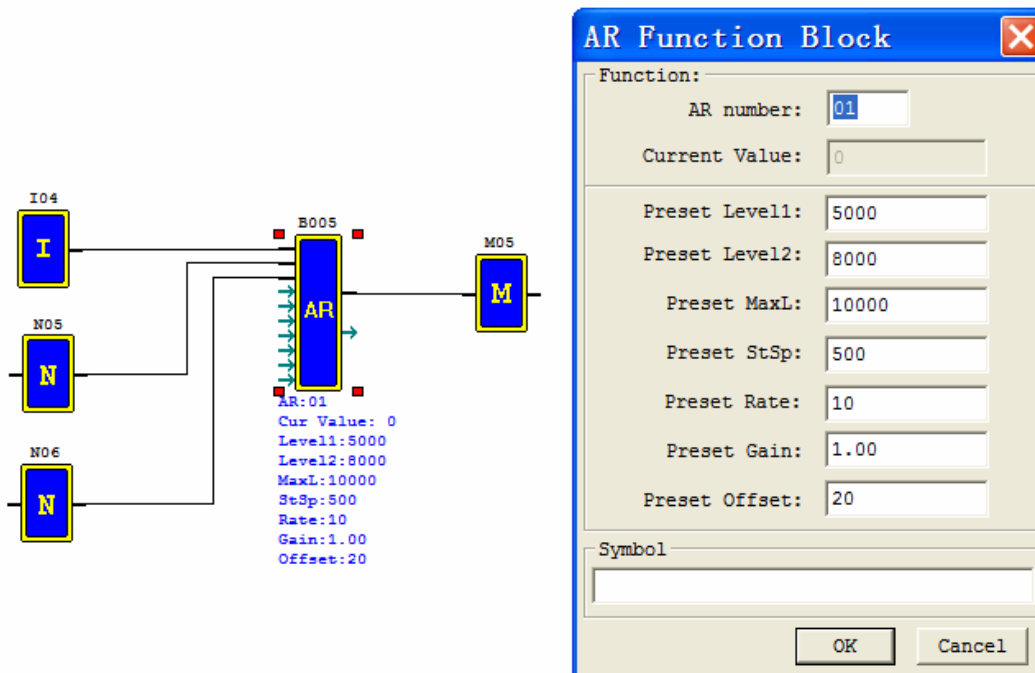 I04
I
N05
N
N06
N
B005
AR
AR:01
Cur Value: 0
Level1:5000
Level2:8000
MaxL:10000
StSp:500
Rate:10
Gain:1.00
Offset:20
M05
M
AR Function Block
Function:
AR number: 01
Current Value: 0
Preset Level1: 5000
Preset Level2: 8000
Preset MaxL: 10000
Preset StSp: 500
Preset Rate: 10
Preset Gain: 1.00
Preset Offset: 20
Symbol
OK Cancel